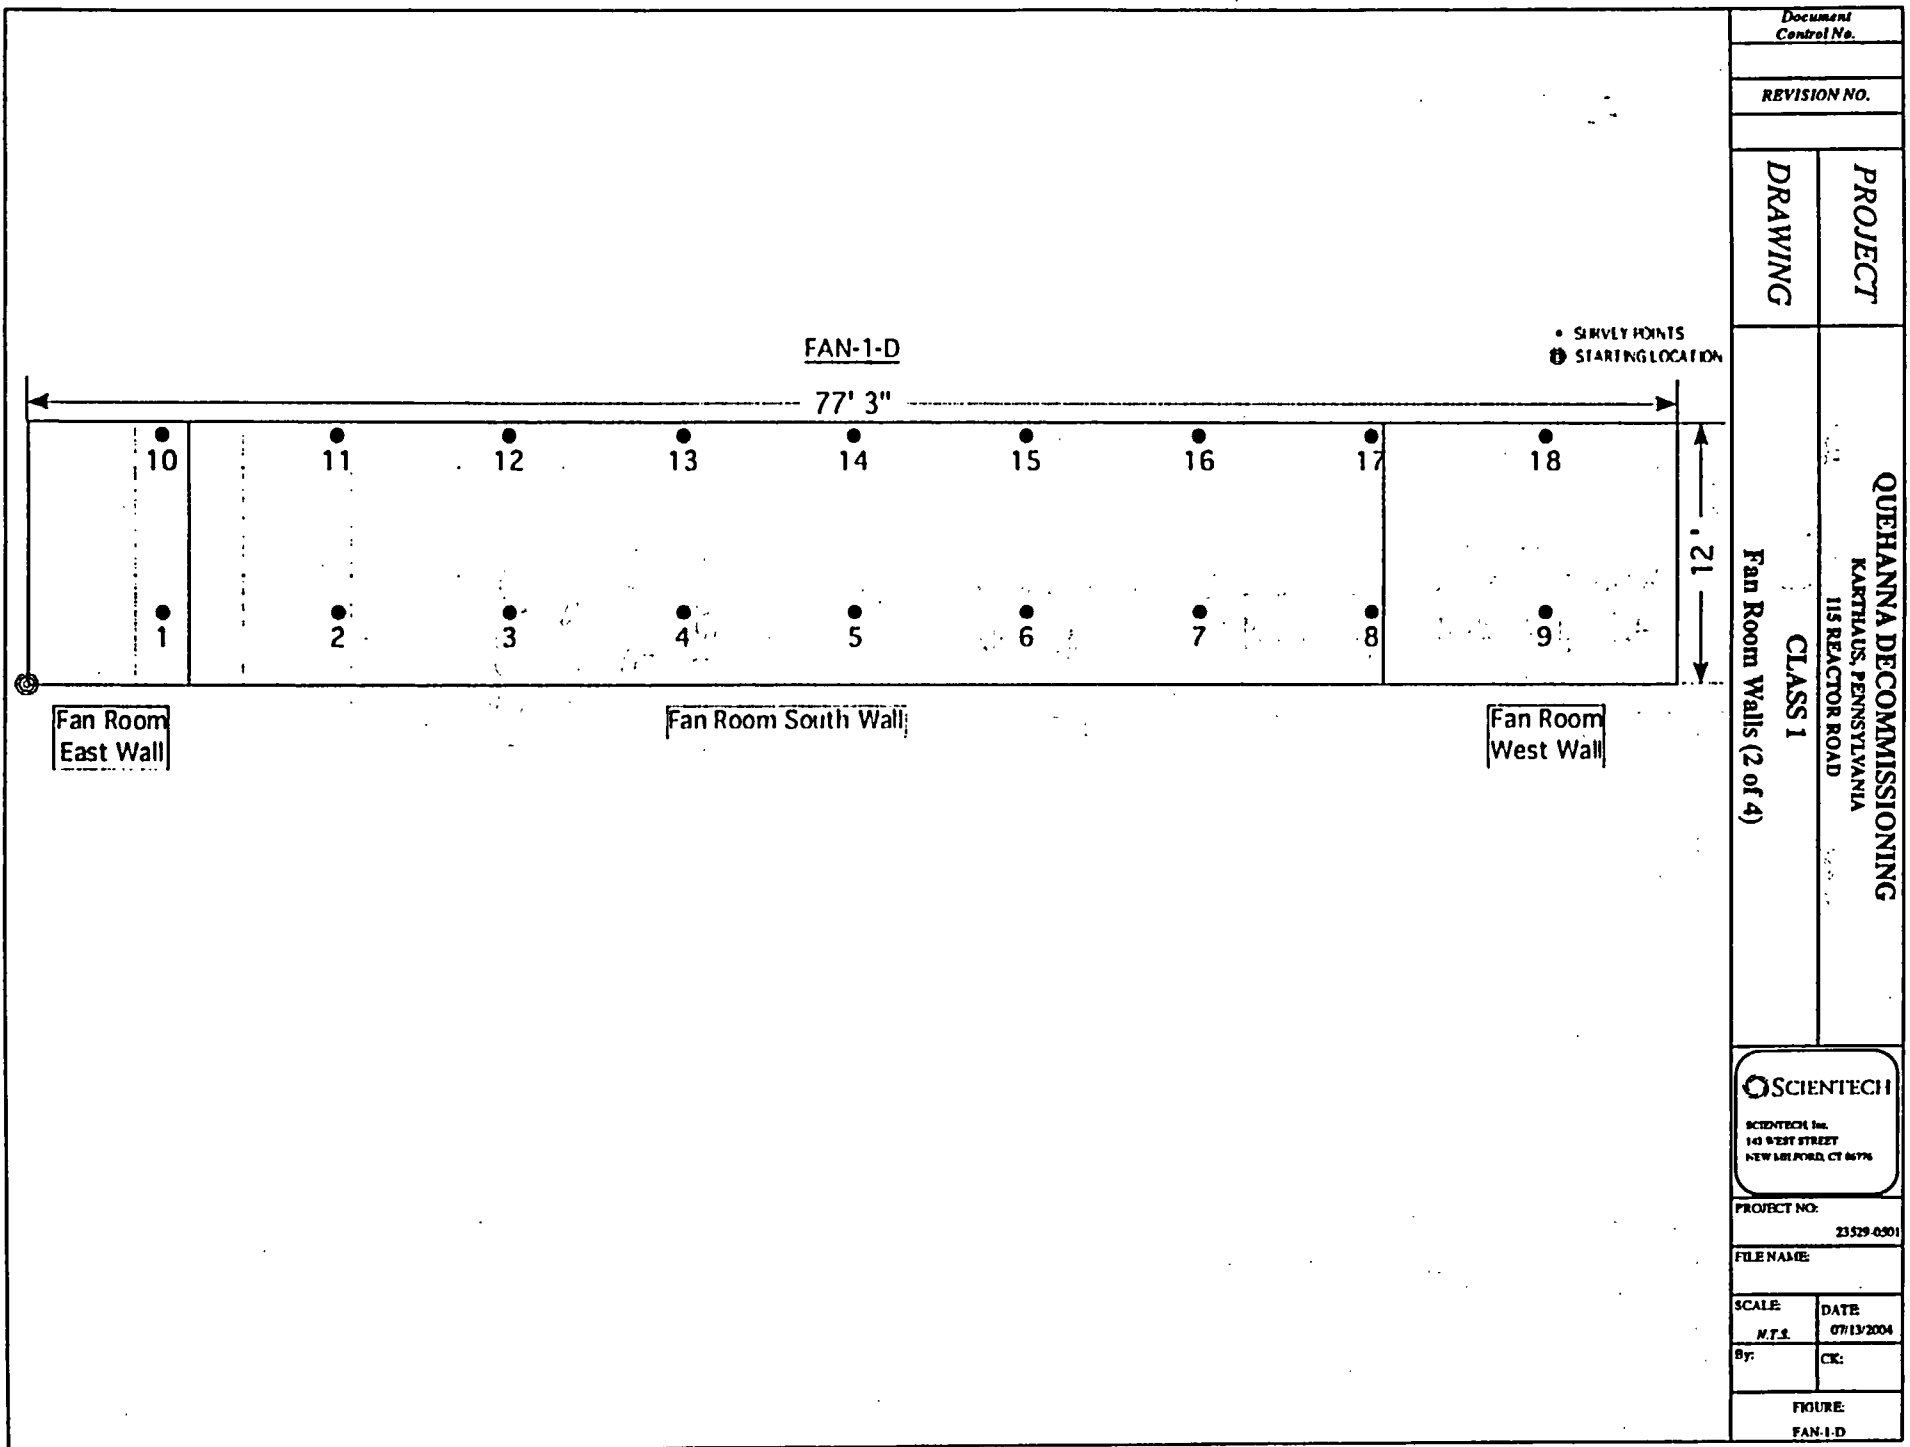 Document
Control No.
REVISION NO.
PROJECT
DRAWING
QUEHANNA DECOMMISSIONING
KARTHAUS, PENNSYLVANIA
115 REACTOR ROAD
CLASS 1
Fan Room Walls (2 of 4)
SURVEY POINTS
STARTING LOCATION
FAN-1-D
77' 3"
10 11 12 13 14 15 16 17 18
12'
1 2 3 4 5 6 7 8 9
Fan Room
East Wall
Fan Room South Wall
Fan Room
West Wall
SCIENTECH
SCIENTECH, Inc.
143 WEST STREET
NEW MILFORD, CT 06776
PROJECT NO:
23529-0301
FILE NAME:
SCALE:
N.T.S.
DATE:
07/13/2004
By:
CK:
FIGURE:
FAN-1-D